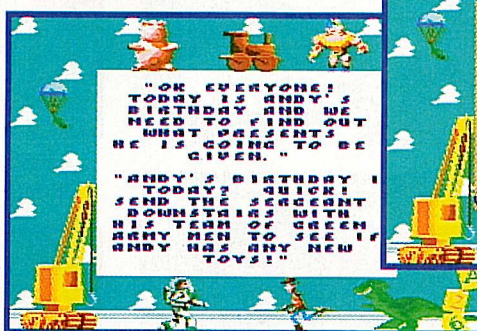 "OK EVERYONE!
TODAY IS ANDY'S
BIRTHDAY AND WE
NEED TO FIND OUT
WHAT PRESENTS
HE IS GOING TO BE
GIVEN."
"ANDY'S BIRTHDAY I
TODAY? QUICK!
SEND THE SERGEANT
DOWNSTAIRS WITH
HIS TEAM OF GREEN
ARMY MEN TO SEE IF
ANDY HAS ANY NEW
TOYS!"